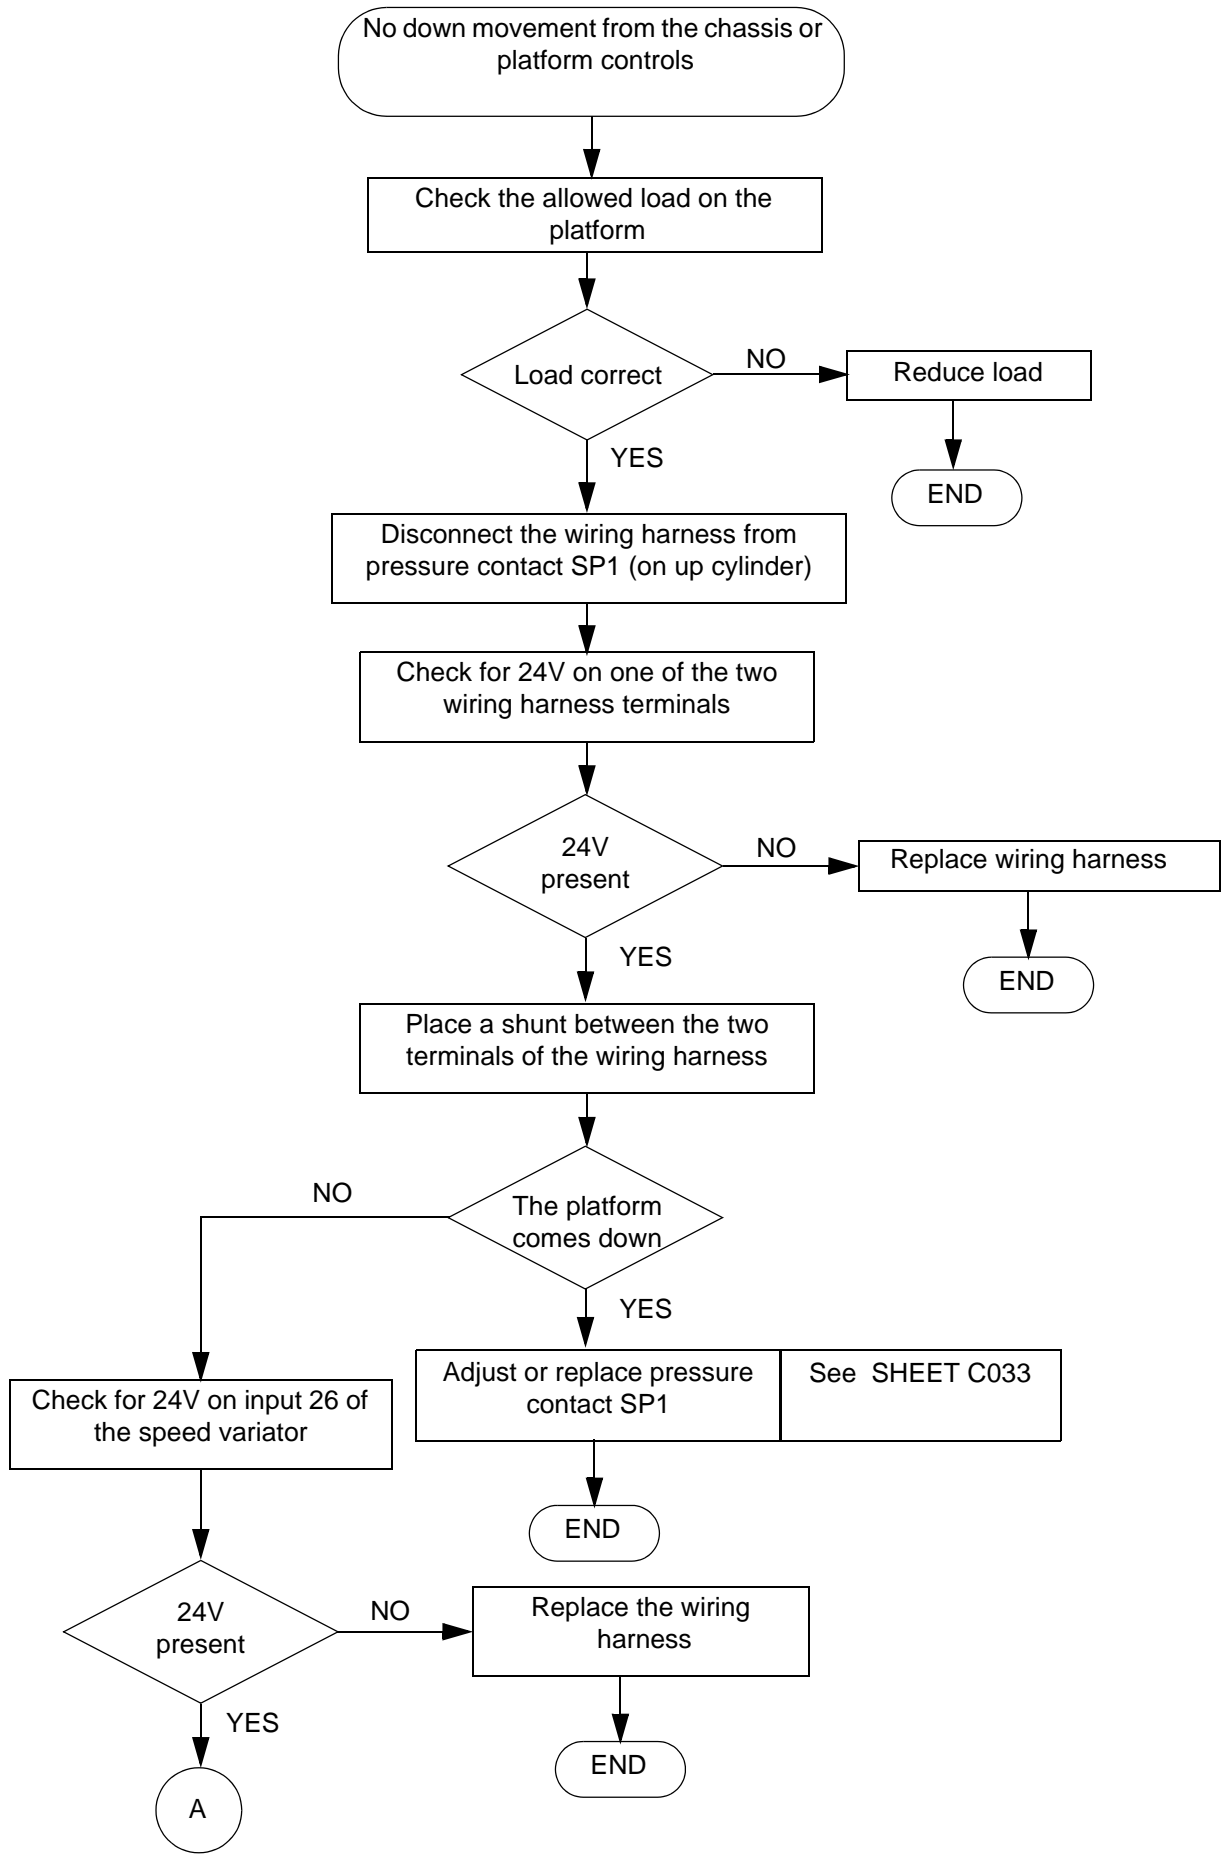 No down movement from the chassis or
platform controls
Check the allowed load on the
platform
Load correct
NO
Reduce load
YES
END
Disconnect the wiring harness from
pressure contact SP1 (on up cylinder)
Check for 24V on one of the two
wiring harness terminals
24V
present
NO
Replace wiring harness
YES
END
Place a shunt between the two
terminals of the wiring harness
NO
The platform
comes down
YES
Adjust or replace pressure
contact SP1
See SHEET C033
Check for 24V on input 26 of
the speed variator
END
24V
present
NO
Replace the wiring
harness
YES
END
A